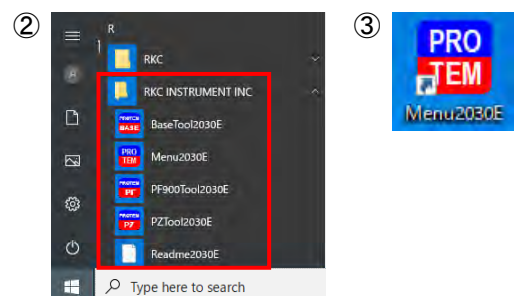 ②
R
RKC
RKC INSTRUMENT INC
PROTEM
BASE
BaseTool2030E
PRO
TEM
Menu2030E
PROTEM
PF
PF900Tool2030E
PROTEM
PZ
PZTool2030E
Readme2030E
Type here to search
③
PRO
TEM
Menu2030E